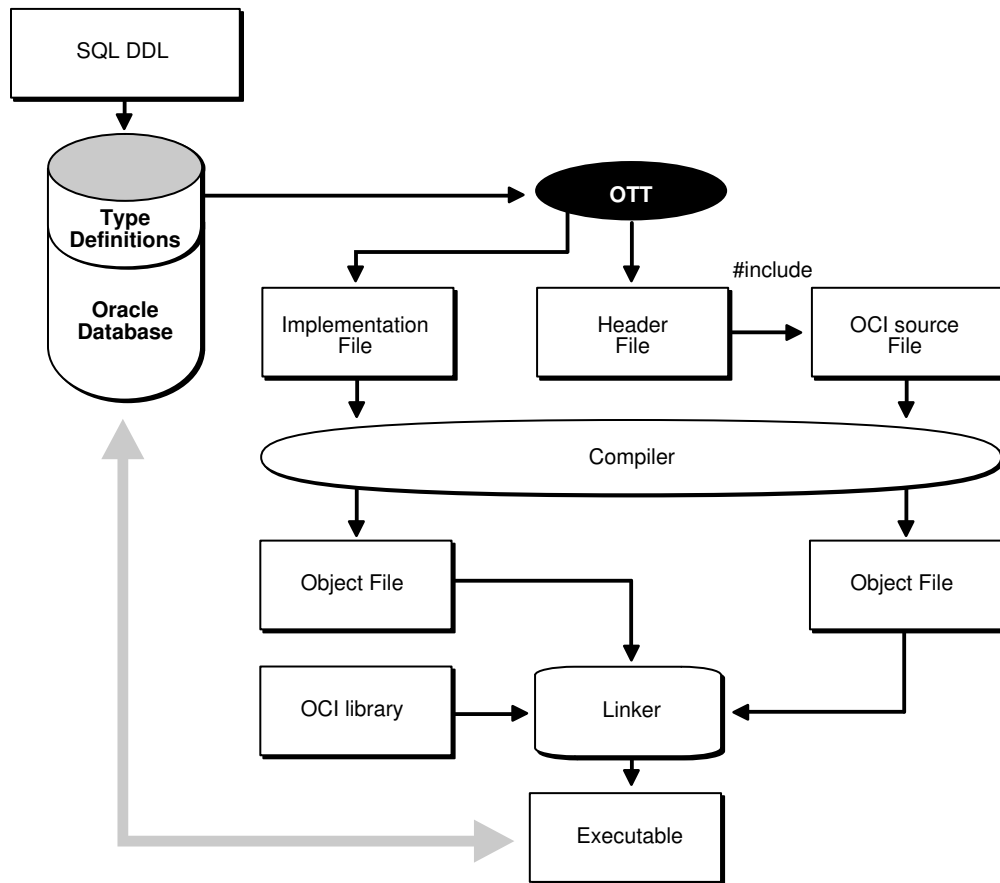 SQL DDL
Type
Definitions
Oracle
Database
OTT
#include
Implementation
File
Header
File
OCI source
File
Compiler
Object File
Object File
OCI library
Linker
Executable